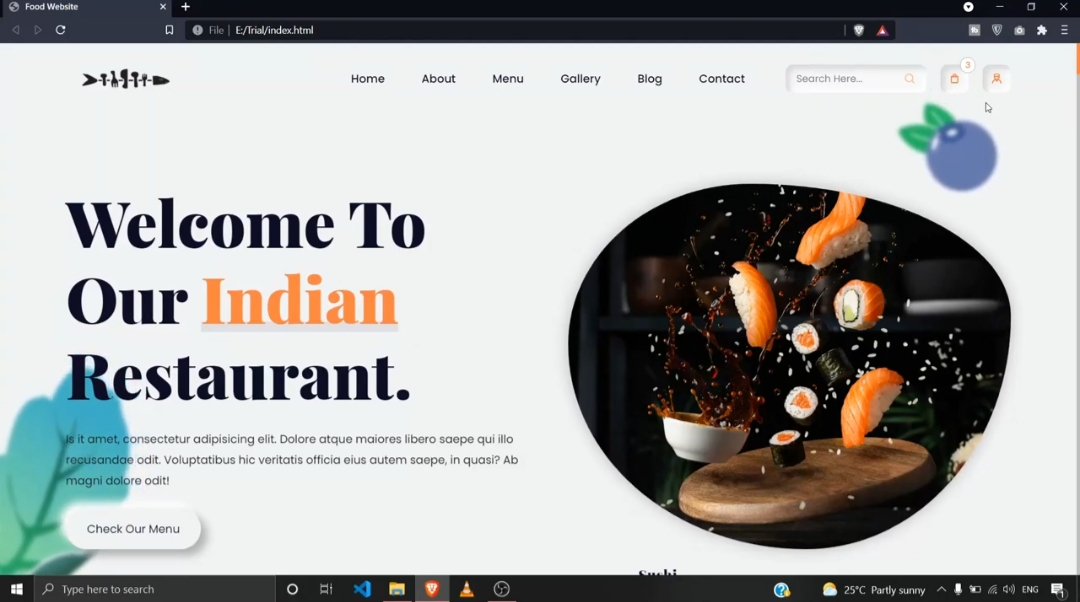 Food Website
File | E:/Trial/index.html
Home About Menu Gallery Blog Contact Search Here... 3
Welcome To
Our Indian
Restaurant.
Is it amet, consectetur adipisicing elit. Dolore atque maiores libero saepe qui illo
recusandae odit. Voluptatibus hic veritatis officia eius autem saepe, in quasi? Ab
magni dolore odit!
Check Our Menu
Sushi
Type here to search 25°C Partly sunny ENG